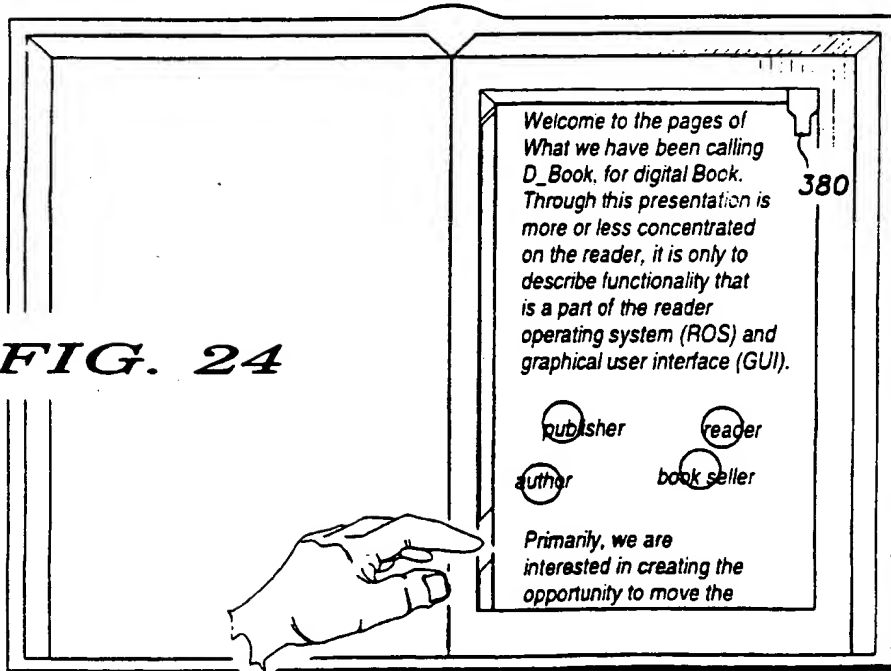 Welcome to the pages of
What we have been calling
D_Book, for digital Book.
Through this presentation is
more or less concentrated
on the reader, it is only to
describe functionality that
is a part of the reader
operating system (ROS) and
graphical user interface (GUI).
380
FIG. 24
publisher reader
author book seller
Primarily, we are
interested in creating the
opportunity to move the